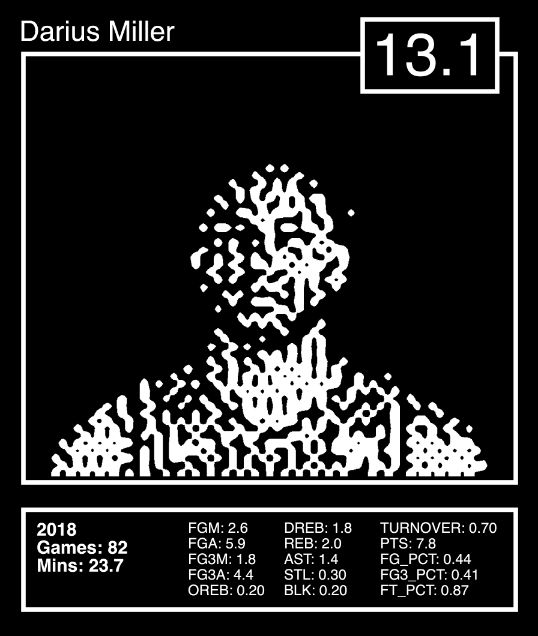 Darius Miller
13.1
2018
Games: 82
Mins: 23.7
FGM: 2.6
FGA: 5.9
FG3M: 1.8
FG3A: 4.4
OREB: 0.20
DREB: 1.8
REB: 2.0
AST: 1.4
STL: 0.30
BLK: 0.20
TURNOVER: 0.70
PTS: 7.8
FG_PCT: 0.44
FG3_PCT: 0.41
FT_PCT: 0.87